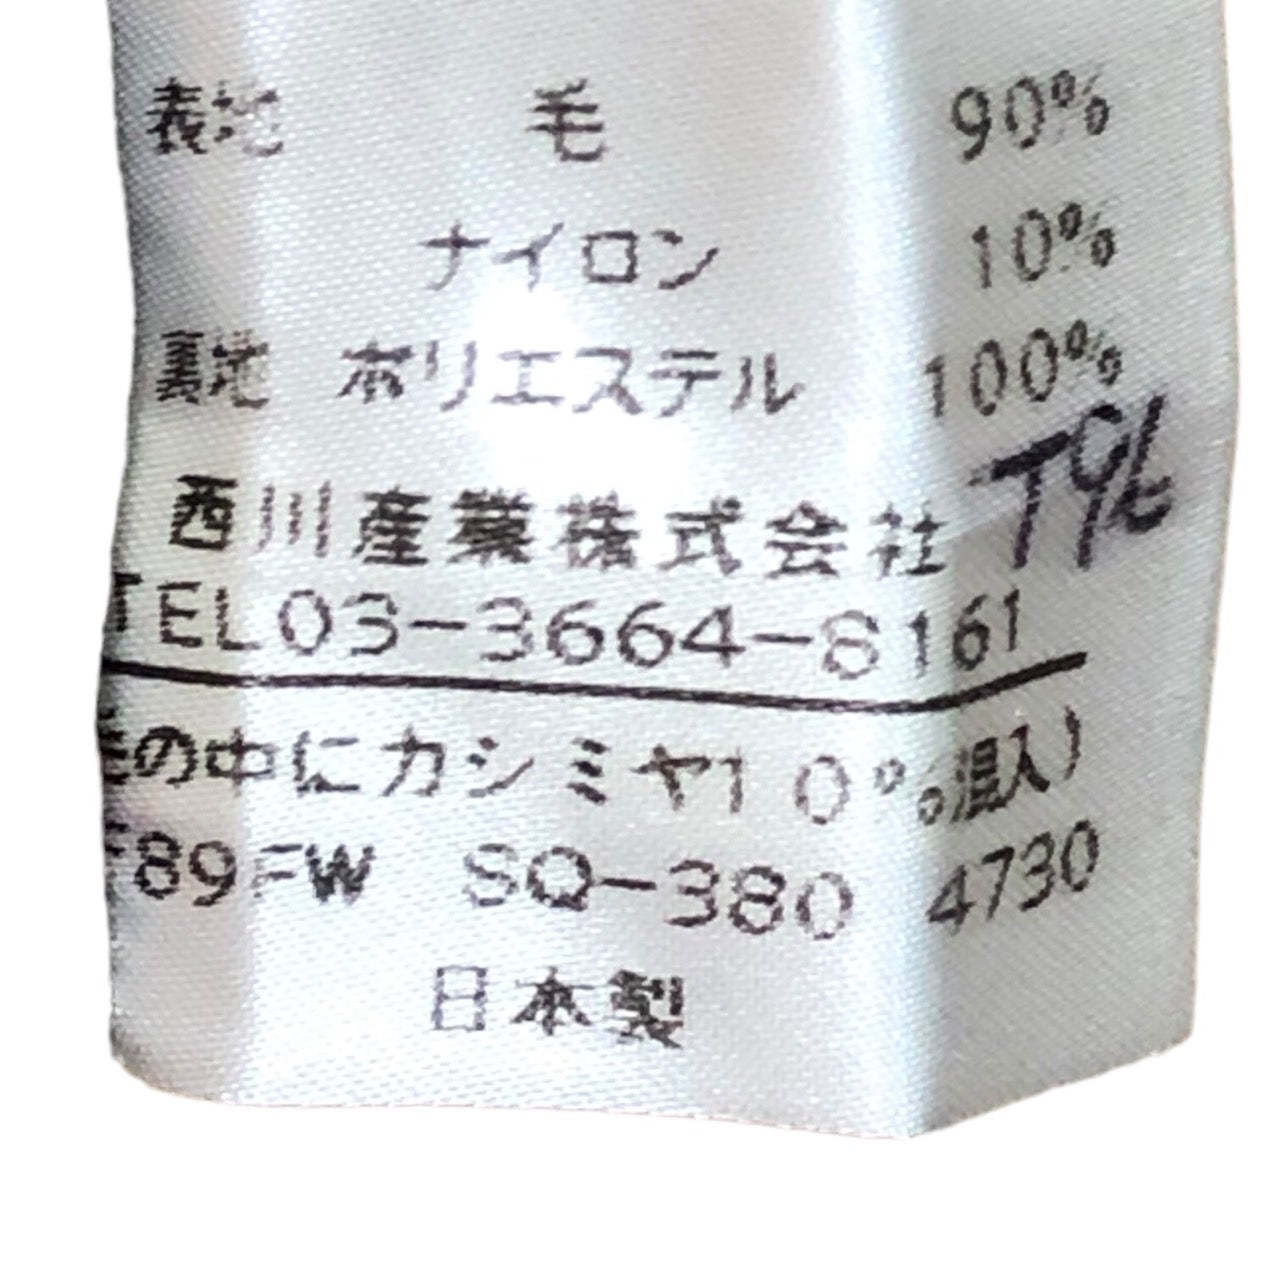 表地 毛 90%
ナイロン 10%
裏地 ポリエステル 100%
西川産業株式会社
TEL03-3664-8161
毛の中にカシミヤ10%混入)
F89FW SQ-380 4730
日本製